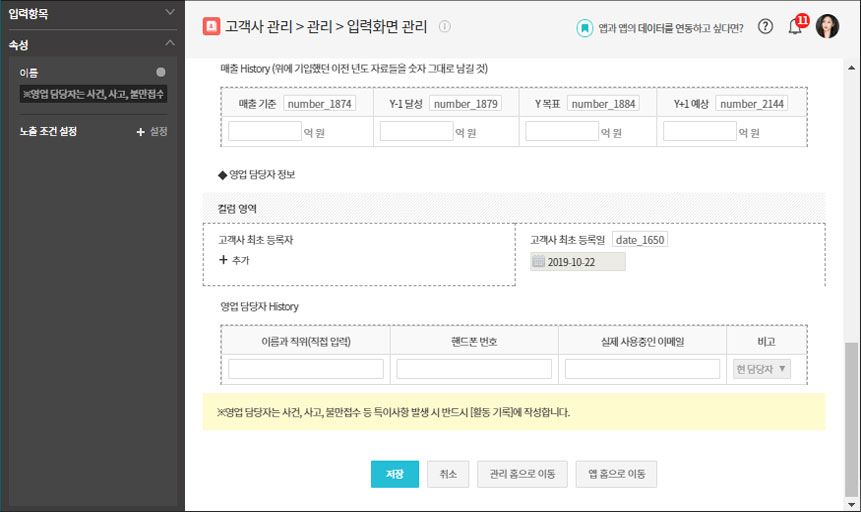 입력항목
속성
이름
※영업 담당자는 사건, 사고, 불만접수
노출 조건 설정 + 설정
고객사 관리 > 관리 > 입력화면 관리
앱과 앱의 데이터를 연동하고 싶다면?
11
매출 History (위에 기입했던 이전 년도 자료들을 숫자 그대로 남길 것)
매출 기준 number_1874 Y-1 달성 number_1879 Y 목표 number_1884 Y+1 예상 number_2144
억 원 억 원 억 원 억 원
◆ 영업 담당자 정보
컬럼 영역
고객사 최초 등록자 고객사 최초 등록일 date_1650
+ 추가 2019-10-22
영업 담당자 History
이름과 직위(직접 입력) 핸드폰 번호 실제 사용중인 이메일 비고
현 담당자 ▼
※영업 담당자는 사건, 사고, 불만접수 등 특이사항 발생 시 반드시 [활동 기록]에 작성합니다.
저장 취소 관리 홈으로 이동 앱 홈으로 이동